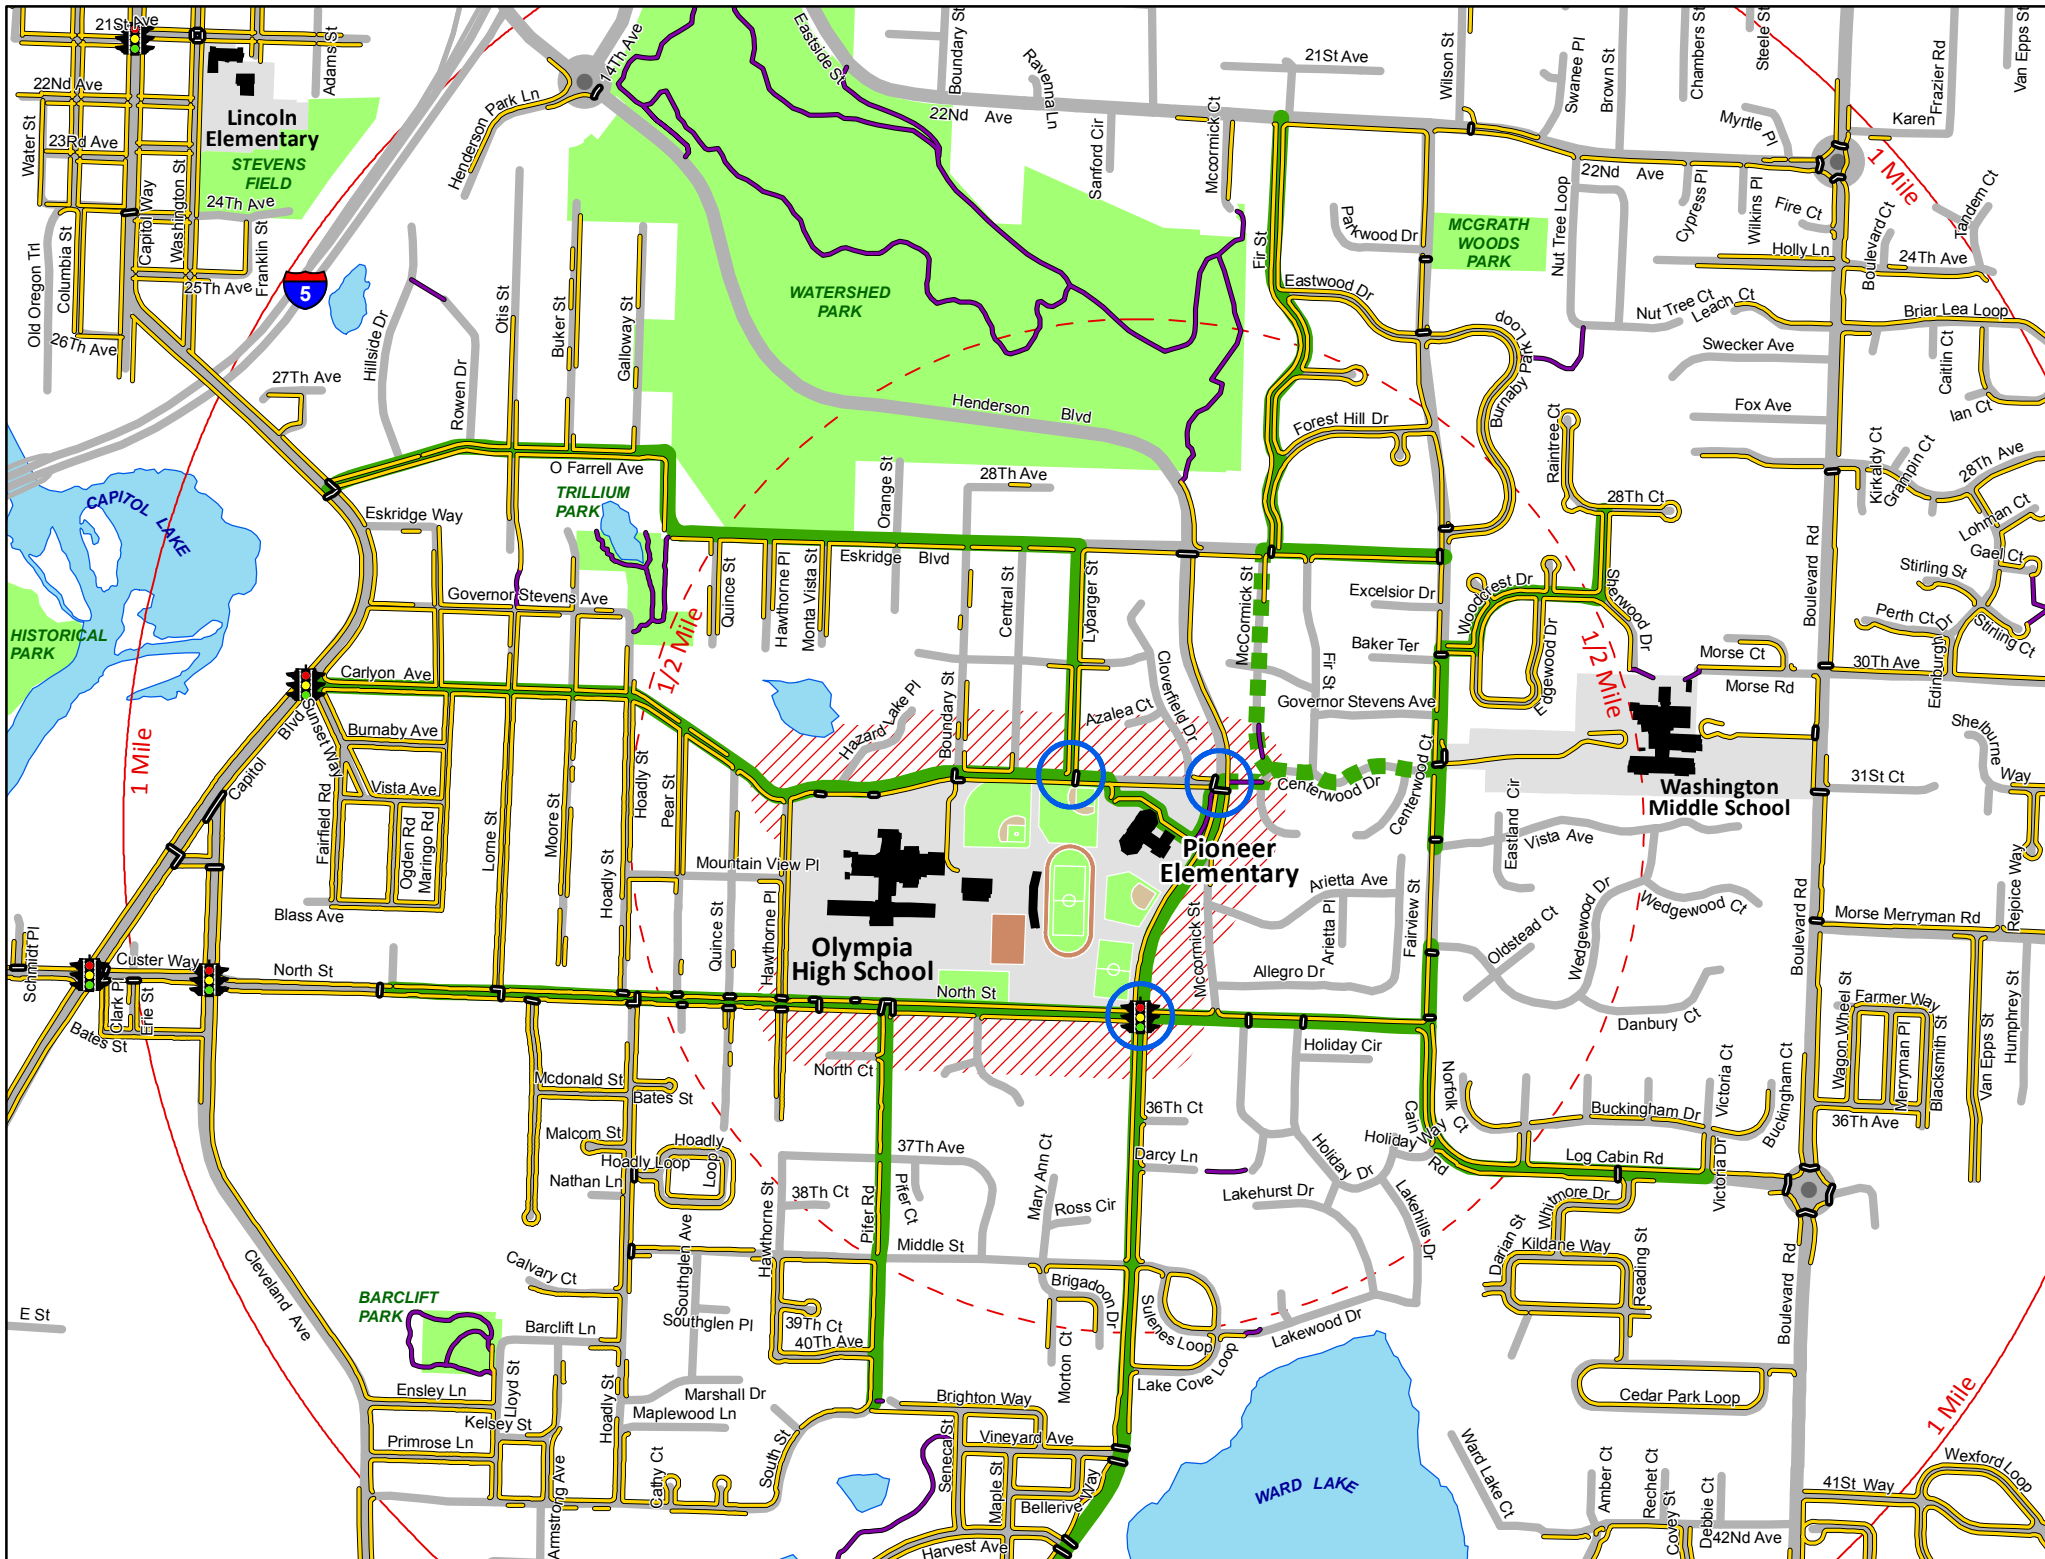 21St Ave
22Nd Ave
23Rd Ave
Water St
Capitol Way
Washington St
Adams St
Lincoln
Elementary
STEVENS
FIELD
24Th Ave
25Th Ave
26Th Ave
Franklin St
Old Oregon Trl
Columbia St
5
27Th Ave
Hillside Dr
Rowen Dr
Otis St
Buker St
Galloway St
Henderson Park Ln
14Th Ave
Eastside St
Boundary St
Ravenna Ln
22Nd Ave
Sanford Cir
Mccormick Ct
21St Ave
Wilson St
Swanee Pl
Brown St
Chambers St
Steele St
Van Epps St
Frazier Rd
Karen
Myrtle Pl
1 Mile
22Nd Ave
Cypress Pl
Wilkins Pl
Fire Ct
Boulevard Ct
Tandem Ct
Holly Ln
24Th Ave
Nut Tree Loop
MCGRATH
WOODS
PARK
Parkwood Dr
Fir St
Eastwood Dr
WATERSHED
PARK
Henderson Blvd
Burnaby Park Loop
Nut Tree Ct
Leach Ct
Briar Lea Loop
Swecker Ave
Caitlin Ct
Ian Ct
Fox Ave
Forest Hill Dr
Raintree Ct
28Th Ct
Kirkaldy Ct
Grampin Ct
28Th Ave
Lohman Ct
Gael Ct
Stirling St
Perth Ct
Edinburgh Dr
Stirling Ct
30Th Ave
Boulevard Rd
O Farrell Ave
TRILLIUM
PARK
Eskridge Way
Orange St
28Th Ave
Eskridge Blvd
Quince St
Hawthorne Pl
Monta Vista St
Central St
Lybarger St
McCormick St
Excelsior Dr
Baker Ter
Fir St
Governor Stevens Ave
Woodcrest Dr
Edgewood Dr
Sherwood Dr
1/2 Mile
Morse Ct
Morse Rd
CAPITOL LAKE
HISTORICAL
PARK
1 Mile
Governor Stevens Ave
1/2 Mile
Carlyon Ave
Sunset Way
Burnaby Ave
Vista Ave
Capitol Blvd
Fairfield Rd
Ogden Rd
Maringo Rd
Blass Ave
Lorne St
Moore St
Hoadly St
Pear St
Hoadly St
Mountain View Pl
Quince St
Hawthorne Pl
Hazard Lake Pl
Boundary St
Azalea Ct
Cloverfield Dr
Centerwood Dr
Centerwood Ct
Washington
Middle School
31St Ct
Shelburne
Way
Rejoice Way
Eastland Cir
Vista Ave
Wedgewood Dr
Wedgewood Ct
Oldstead Ct
Danbury Ct
Morse Merryman Rd
Boulevard Rd
Pioneer
Elementary
Arietta Ave
Arietta Pl
Fairview St
Allegro Dr
Mccormick St
Olympia
High School
North St
Schmidt Pl
Custer Way
North St
Clark Pl
Erie St
Bates St
North Ct
Mcdonald St
Bates St
Malcom St
Hoadly Loop
Hoadly
Loop
Nathan Ln
37Th Ave
Pifer Ct
38Th Ct
Hawthorne St
Pifer Rd
Middle St
Mary Ann Ct
Ross Cir
36Th Ct
Darcy Ln
Holiday Cir
Holiday Dr
Holiday Way
Lakehurst Dr
Lakehills Dr
Cain Rd
Norfolk Ct
Buckingham Dr
Victoria Ct
Buckingham Ct
Log Cabin Rd
Victoria Dr
Wagon Wheel St
Farmer Way
Merryman Pl
Blacksmith St
36Th Ave
Van Epps St
Humphrey St
Whitmore Dr
Darian St
Kildane Way
Reading St
Boulevard Rd
Cedar Park Loop
Cleveland Ave
E St
BARCLIFT
PARK
Calvary Ct
Southglen Ave
Southglen Pl
Barclift Ln
39Th Ct
40Th Ave
Brigadoon Dr
Morton Ct
Sulenes Loop
Lake Cove Loop
Lakewood Dr
Ensley Ln
Lloyd St
Kelsey St
Primrose Ln
Armstrong Ave
Hoadly St
Marshall Dr
Maplewood Ln
Cathy Ct
South St
Brighton Way
Seneca St
Vineyard Ave
Maple St
Bellerive Way
Harvest Ave
WARD LAKE
Ward Lake Ct
Amber Ct
Rechet Ct
Covey St
Debbie Ct
42Nd Ave
41St Way
Wexford Loop
1 Mile